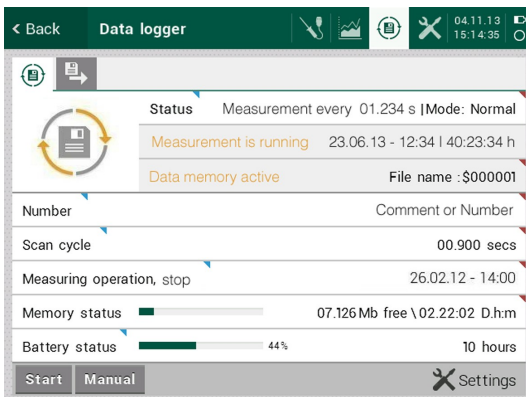 < Back Data logger 04.11.13
15:14:35
Status Measurement every 01.234 s |Mode: Normal
Measurement is running 23.06.13 - 12:34 | 40:23:34 h
Data memory active File name :$000001
Number Comment or Number
Scan cycle 00.900 secs
Measuring operation, stop 26.02.12 - 14:00
Memory status 07.126 Mb free \ 02.22:02 D.h:m
Battery status 44% 10 hours
Start Manual Settings